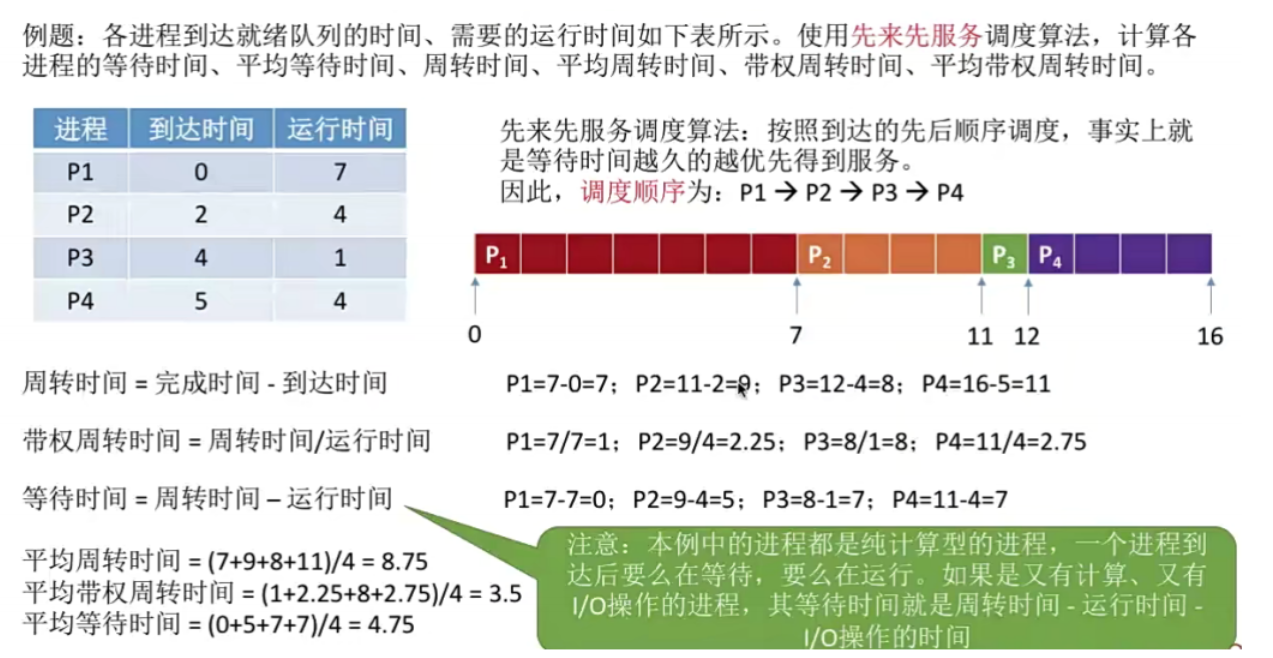 例题：各进程到达就绪队列的时间、需要的运行时间如下表所示。使用先来先服务调度算法，计算各
进程的等待时间、平均等待时间、周转时间、平均周转时间、带权周转时间、平均带权周转时间。
进程 到达时间 运行时间
P1 0 7
P2 2 4
P3 4 1
P4 5 4
先来先服务调度算法：按照到达的先后顺序调度，事实上就
是等待时间越久的越优先得到服务。
因此，调度顺序为：P1 → P2 → P3 → P4
P₁ P₂ P₃ P₄
0 7 11 12 16
周转时间 = 完成时间 - 到达时间 P1=7-0=7；P2=11-2=9；P3=12-4=8；P4=16-5=11
带权周转时间 = 周转时间/运行时间 P1=7/7=1；P2=9/4=2.25；P3=8/1=8；P4=11/4=2.75
等待时间 = 周转时间 – 运行时间 P1=7-7=0；P2=9-4=5；P3=8-1=7；P4=11-4=7
平均周转时间 = (7+9+8+11)/4 = 8.75
平均带权周转时间 = (1+2.25+8+2.75)/4 = 3.5
平均等待时间 = (0+5+7+7)/4 = 4.75
注意：本例中的进程都是纯计算型的进程，一个进程到
达后要么在等待，要么在运行。如果是又有计算、又有
I/O操作的进程，其等待时间就是周转时间 - 运行时间 -
I/O操作的时间